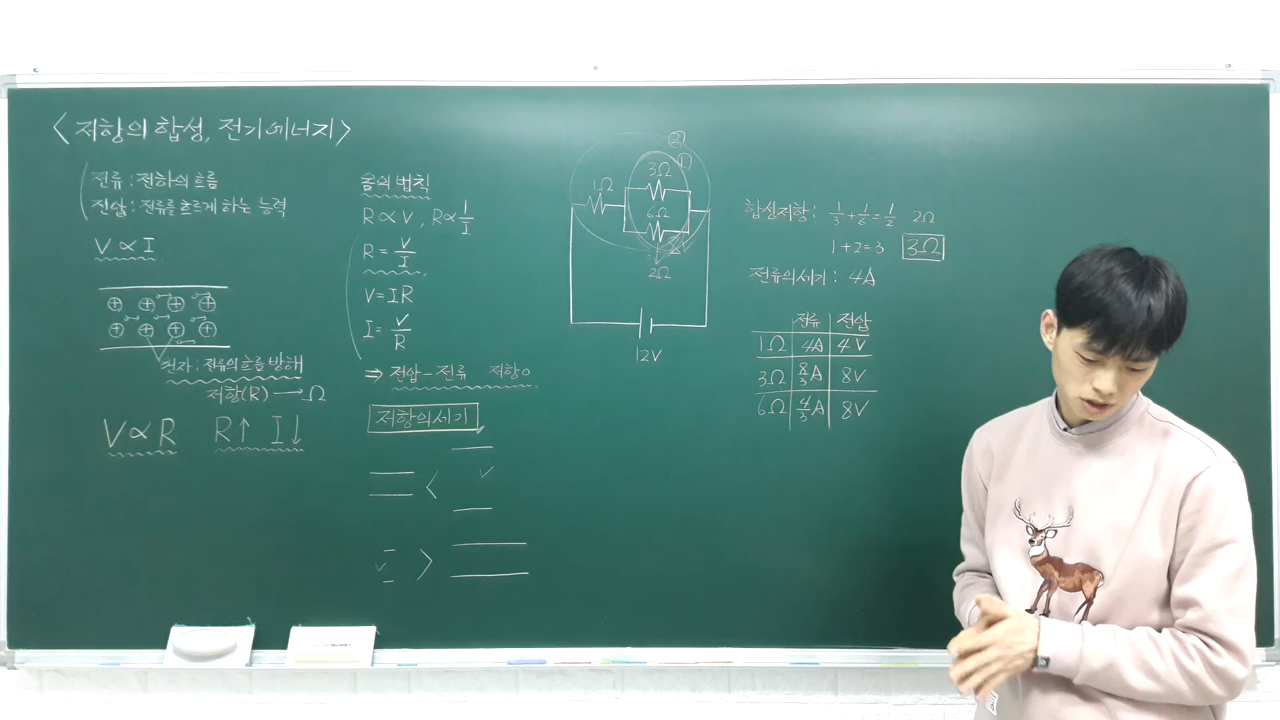 <저항의 합성, 전기에너지>
전류 : 전하의 흐름
전압 : 전류를 흐르게 하는 능력
V ∝ I
원자 : 전류의 흐름 방해
저항(R) → Ω
V ∝ R R↑ I↓
옴의 법칙
R ∝ V , R ∝ 1/I
R = V/I
V = IR
I = V/R
⇒ 전압 - 전류 저항 o
저항의 세기
<
>
②
①
3Ω
1Ω
6Ω
2Ω
12V
합성저항 : 1/3 + 1/6 = 1/2 2Ω
1 + 2 = 3 3Ω
전류의 세기 : 4A
전류 전압
1Ω 4A 4V
3Ω 8/3A 8V
6Ω 4/3A 8V